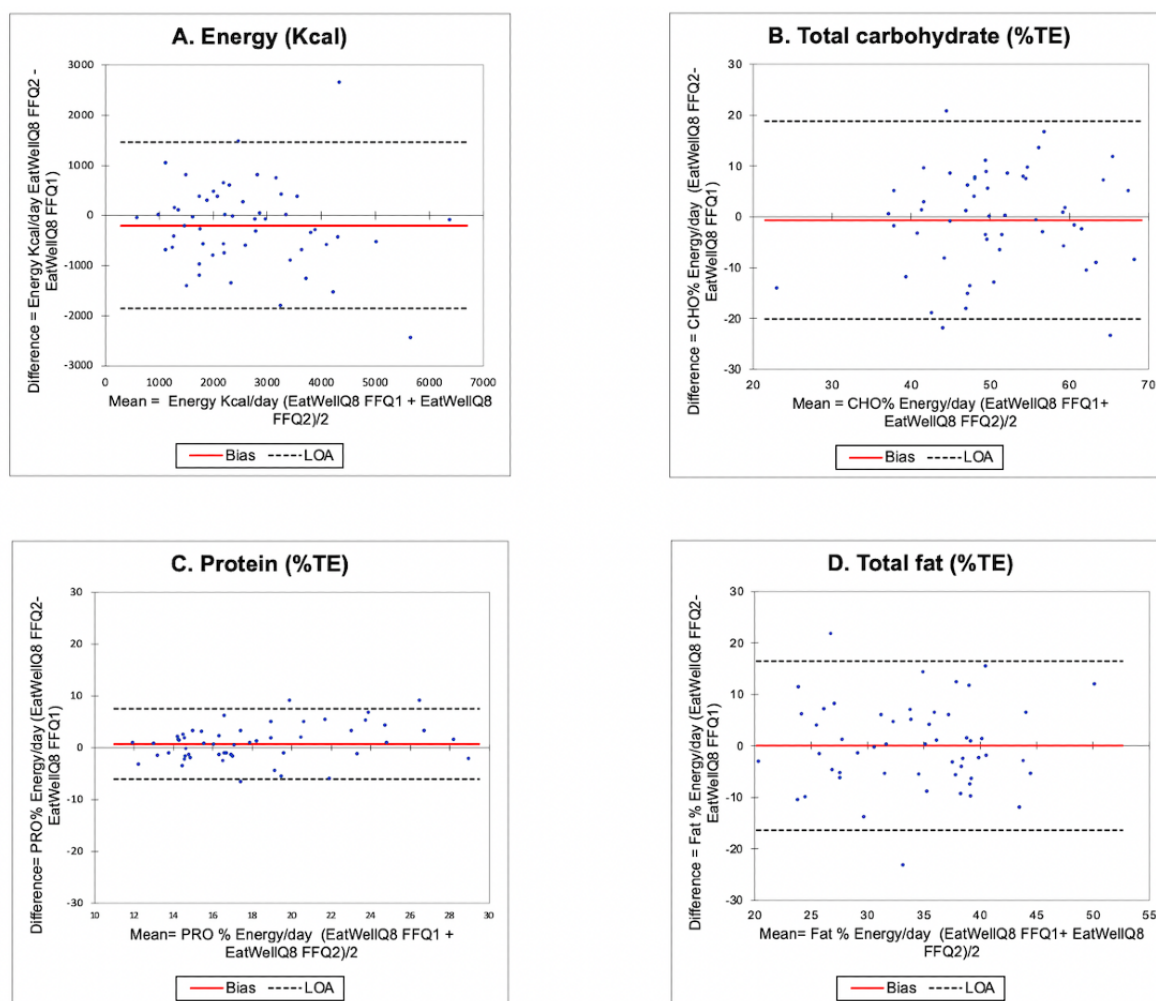 A. Energy (Kcal)
Difference = Energy Kcal/day EatWellQ8 FFQ2 -
EatWellQ8 FFQ1)
3000
2000
1000
0
-1000
-2000
-3000
0 1000 2000 3000 4000 5000 6000 7000
Mean = Energy Kcal/day (EatWellQ8 FFQ1 + EatWellQ8
FFQ2)/2
Bias LOA
B. Total carbohydrate (%TE)
Difference = CHO% Energy/day (EatWellQ8 FFQ2-
EatWellQ8 FFQ1)
30
20
10
0
-10
-20
-30
20 30 40 50 60 70
Mean = CHO% Energy/day (EatWellQ8 FFQ1+
EatWellQ8 FFQ2)/2
Bias LOA
C. Protein (%TE)
Difference= PRO% Energy/day (EatWellQ8 FFQ2-
EatWellQ8 FFQ1)
30
20
10
0
-10
-20
-30
10 12 14 16 18 20 22 24 26 28 30
Mean= PRO % Energy/day (EatWellQ8 FFQ1 +
EatWellQ8 FFQ2)/2
Bias LOA
D. Total fat (%TE)
Difference = Fat % Energy/day (EatWellQ8 FFQ2-
EatWellQ8 FFQ1)
30
20
10
0
-10
-20
-30
20 25 30 35 40 45 50 55
Mean= Fat % Energy/day (EatWellQ8 FFQ1+ EatWellQ8
FFQ2)/2
Bias LOA